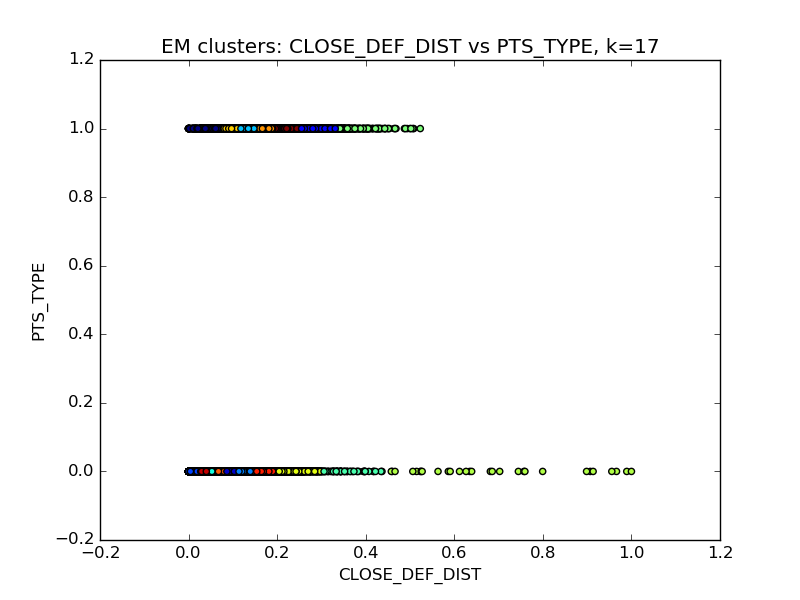 EM clusters: CLOSE_DEF_DIST vs PTS_TYPE, k=17
1.2
1.0
0.8
0.6
0.4
0.2
0.0
−0.2
PTS_TYPE
−0.2 0.0 0.2 0.4 0.6 0.8 1.0 1.2
CLOSE_DEF_DIST